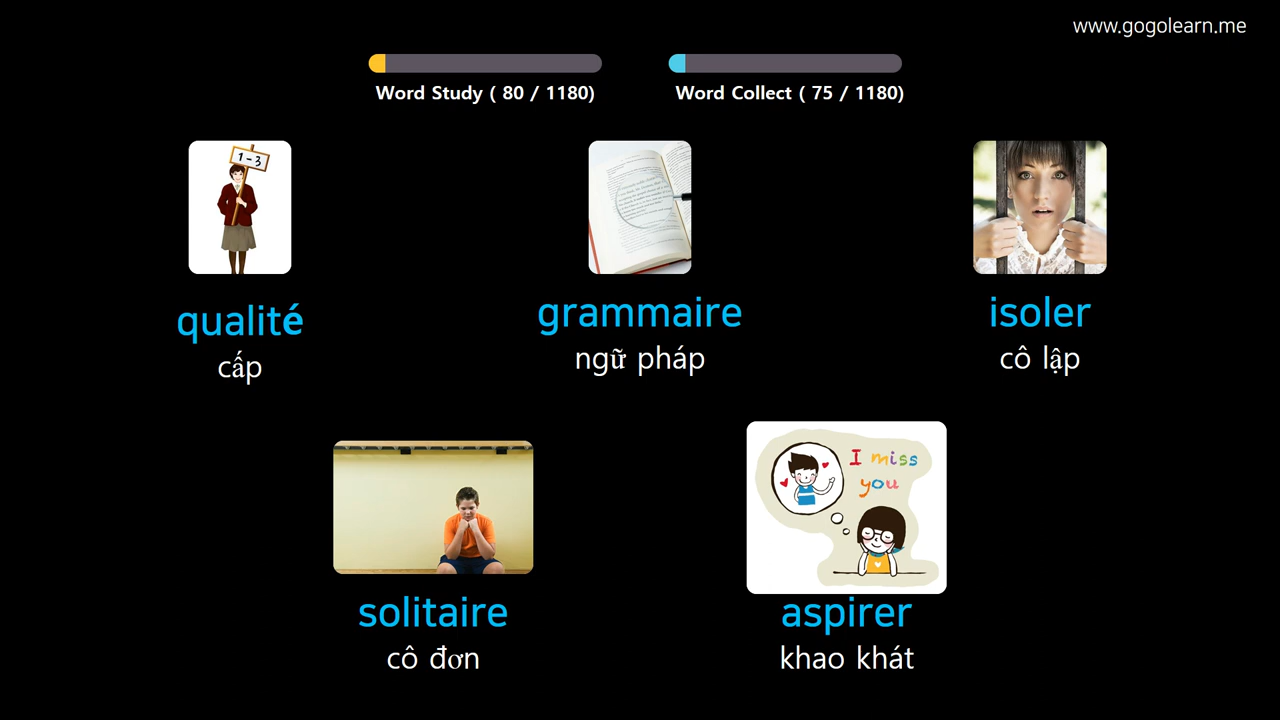 www.gogolearn.me
Word Study ( 80 / 1180)
Word Collect ( 75 / 1180)
1-3
qualité
cấp
grammaire
ngữ pháp
isoler
cô lập
I miss
you
solitaire
cô đơn
aspirer
khao khát